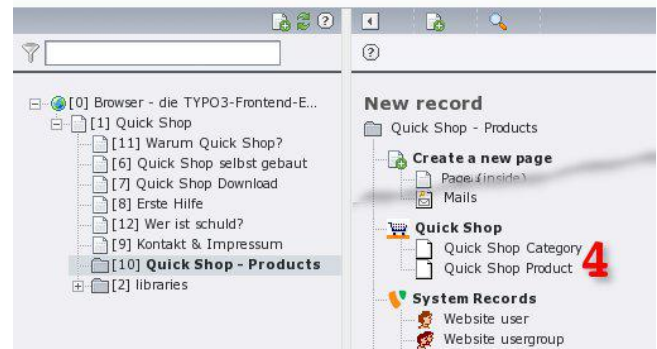 [0] Browser - die TYPO3-Frontend-E...
[1] Quick Shop
[11] Warum Quick Shop?
[6] Quick Shop selbst gebaut
[7] Quick Shop Download
[8] Erste Hilfe
[12] Wer ist schuld?
[9] Kontakt & Impressum
[10] Quick Shop - Products
[2] libraries
New record
Quick Shop - Products
Create a new page
Page (inside)
Mails
Quick Shop
Quick Shop Category
Quick Shop Product
4
System Records
Website user
Website usergroup